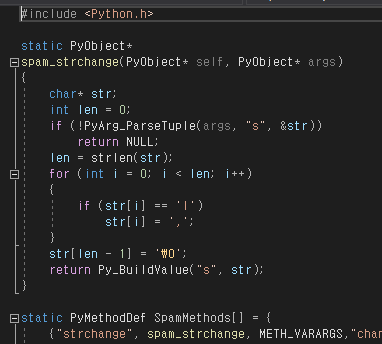 #include <Python.h>
static PyObject*
spam_strchange(PyObject* self, PyObject* args)
{
char* str;
int len = 0;
if (!PyArg_ParseTuple(args, "s", &str))
return NULL;
len = strlen(str);
for (int i = 0; i < len; i++)
{
if (str[i] == '|')
str[i] = ',';
}
str[len - 1] = '₩0';
return Py_BuildValue("s", str);
}
static PyMethodDef SpamMethods[] = {
{"strchange", spam_strchange, METH_VARARGS,"char